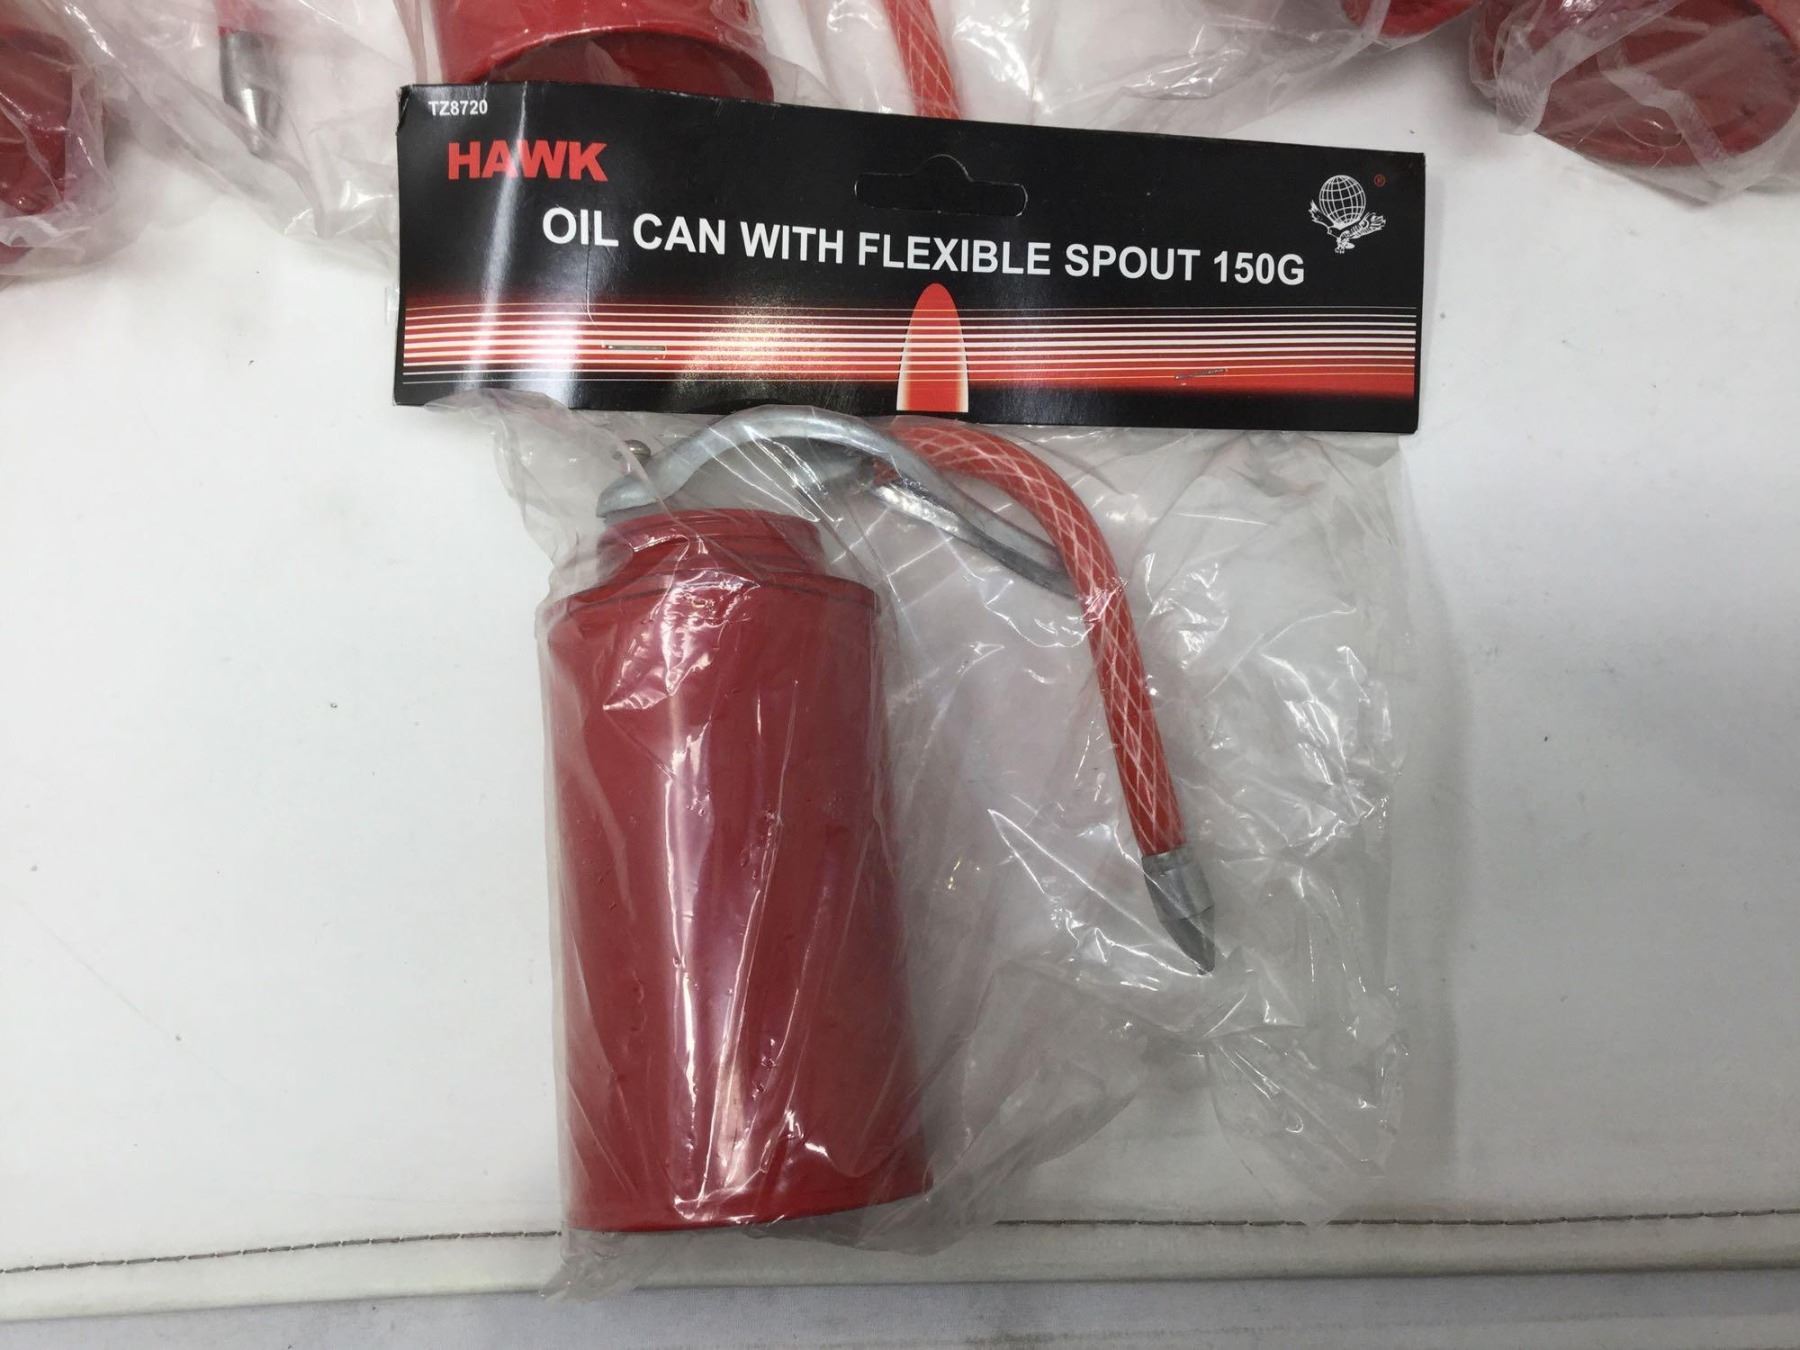 TZ8720
HAWK
®
OIL CAN WITH FLEXIBLE SPOUT 150G